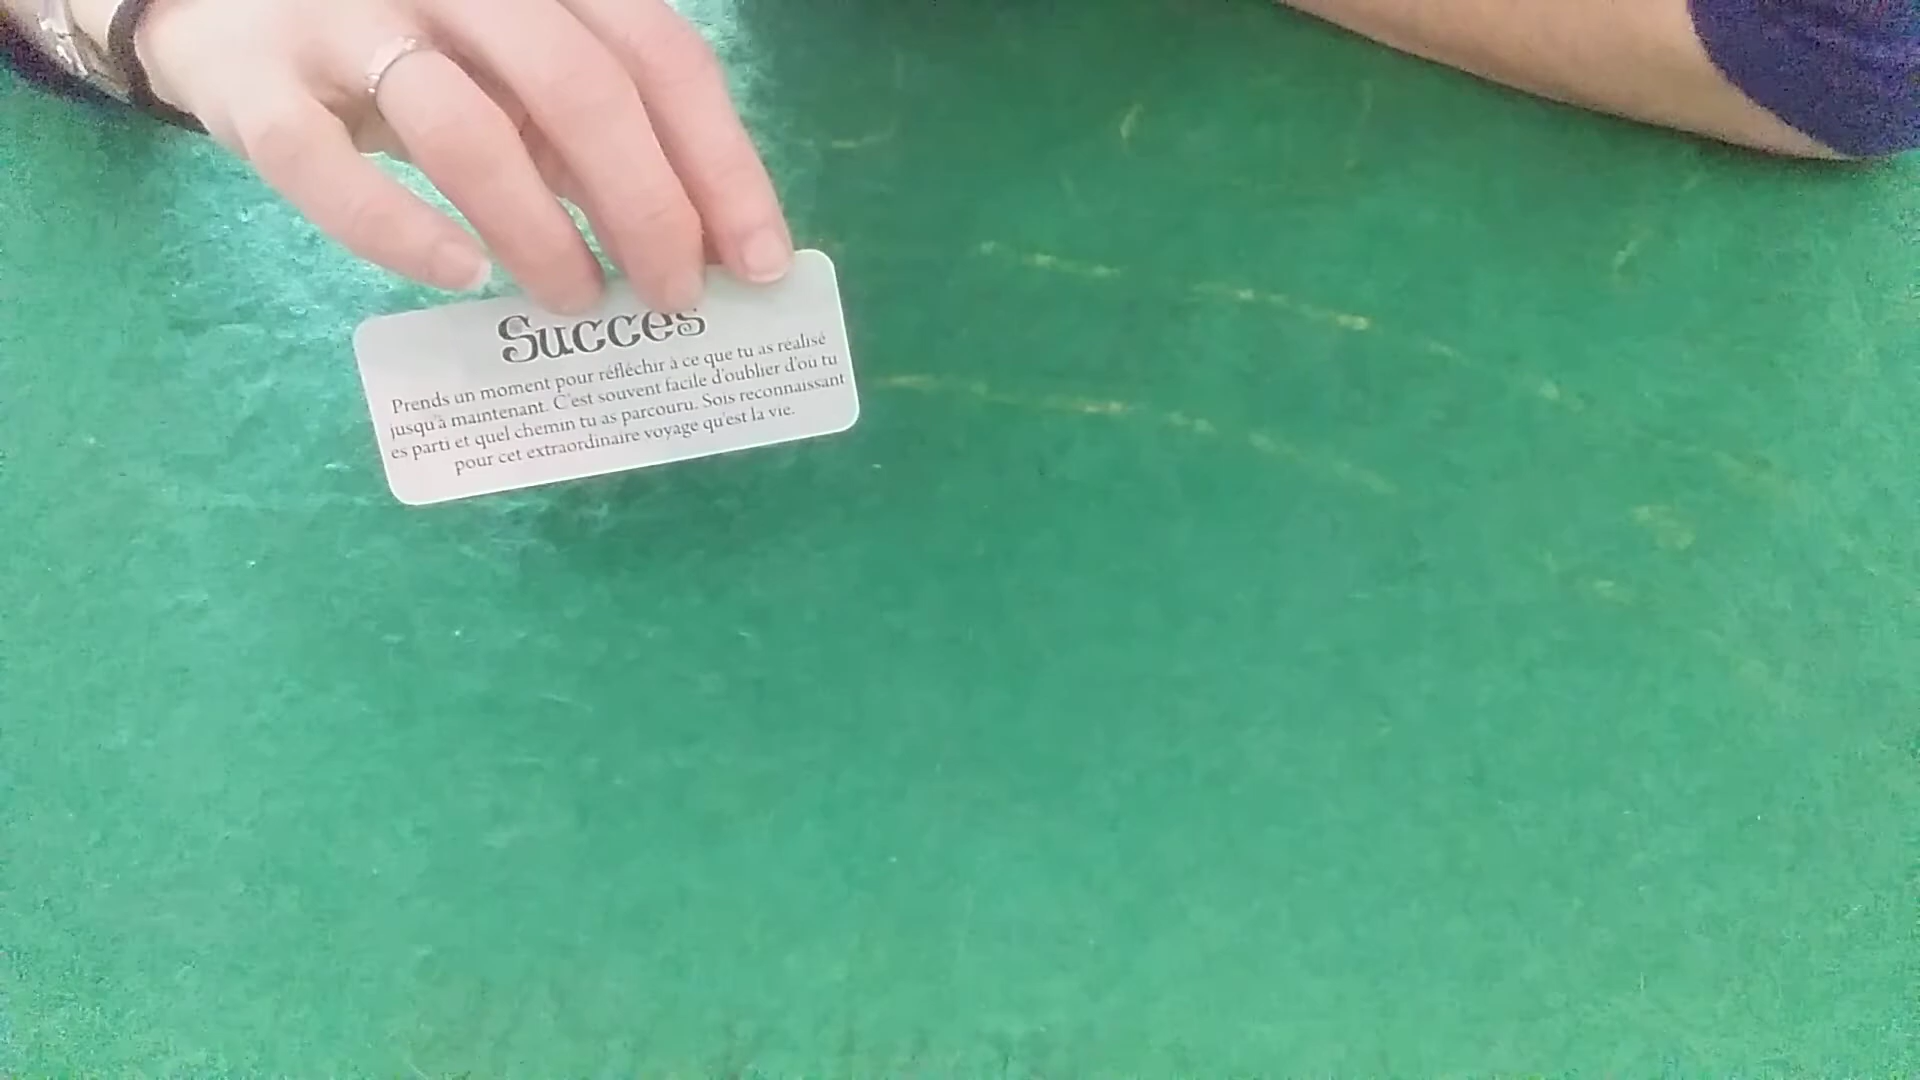 Succès
Prends un moment pour réfléchir à ce que tu as réalisé
jusqu'à maintenant. C'est souvent facile d'oublier d'où tu
es parti et quel chemin tu as parcouru. Sois reconnaissant
pour cet extraordinaire voyage qu'est la vie.